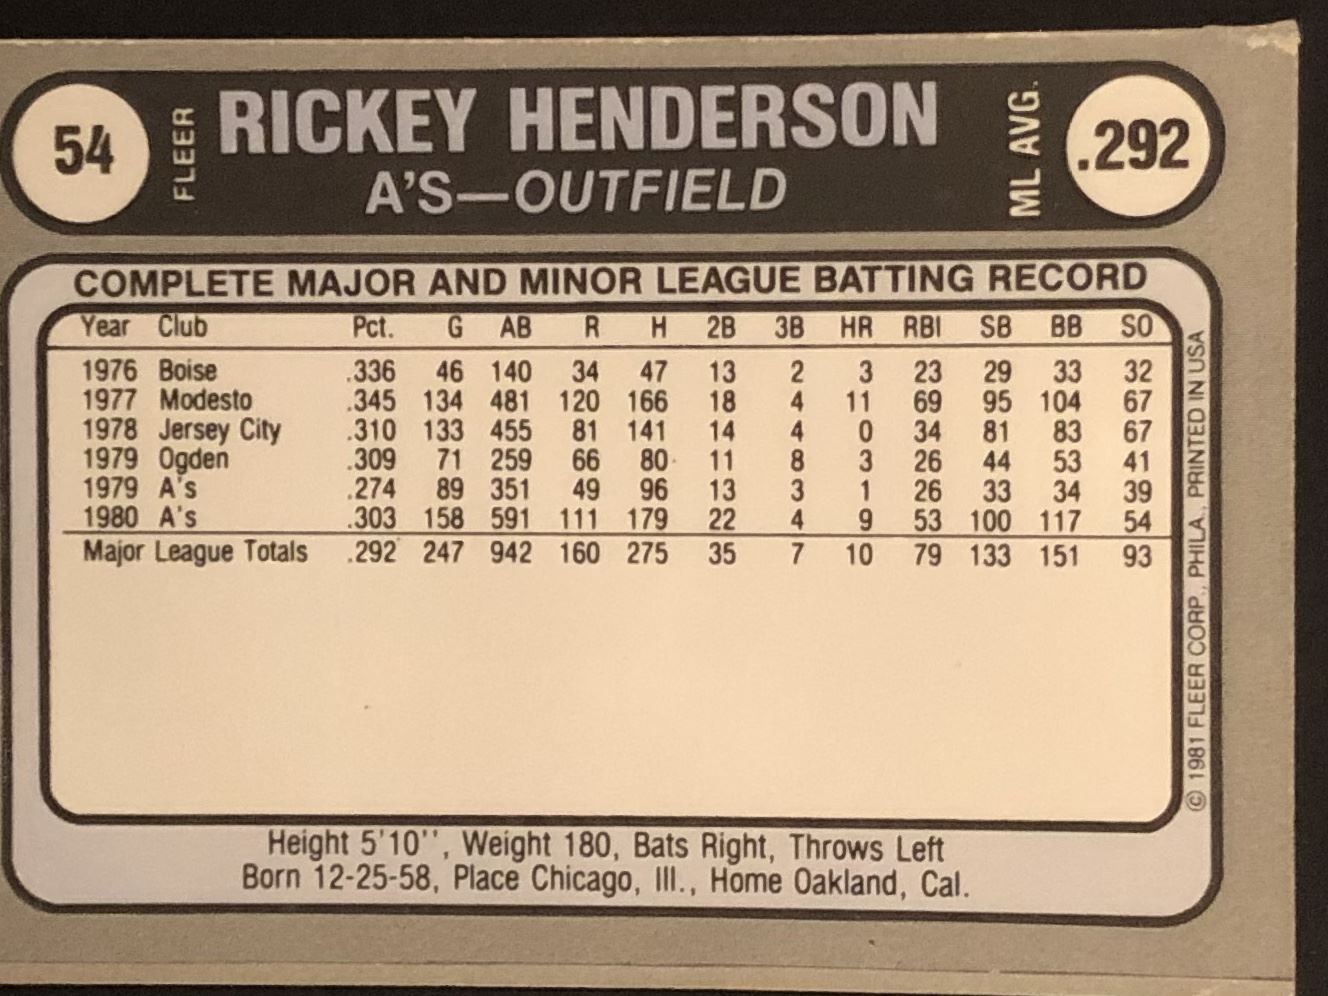 54 FLEER RICKEY HENDERSON ML AVG. .292
A'S—OUTFIELD
COMPLETE MAJOR AND MINOR LEAGUE BATTING RECORD
Year Club Pct. G AB R H 2B 3B HR RBI SB BB SO
1976 Boise .336 46 140 34 47 13 2 3 23 29 33 32
1977 Modesto .345 134 481 120 166 18 4 11 69 95 104 67
1978 Jersey City .310 133 455 81 141 14 4 0 34 81 83 67
1979 Ogden .309 71 259 66 80 11 8 3 26 44 53 41
1979 A's .274 89 351 49 96 13 3 1 26 33 34 39
1980 A's .303 158 591 111 179 22 4 9 53 100 117 54
Major League Totals .292 247 942 160 275 35 7 10 79 133 151 93
Height 5'10'', Weight 180, Bats Right, Throws Left
Born 12-25-58, Place Chicago, Ill., Home Oakland, Cal.
© 1981 FLEER CORP., PHILA., PRINTED IN USA